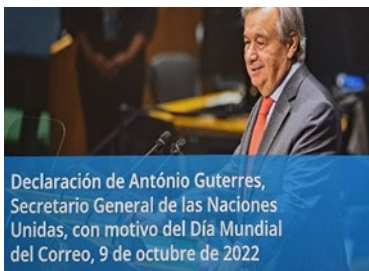 Declaración de António Guterres,
Secretario General de las Naciones
Unidas, con motivo del Día Mundial
del Correo, 9 de octubre de 2022